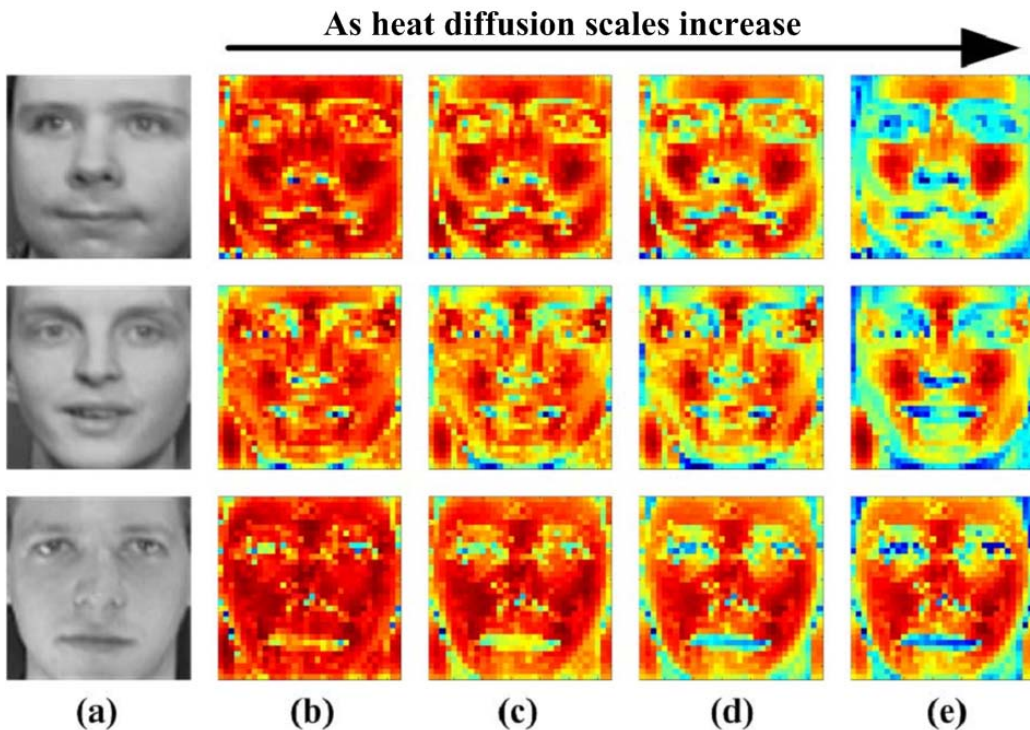 As heat diffusion scales increase
(a) (b) (c) (d) (e)